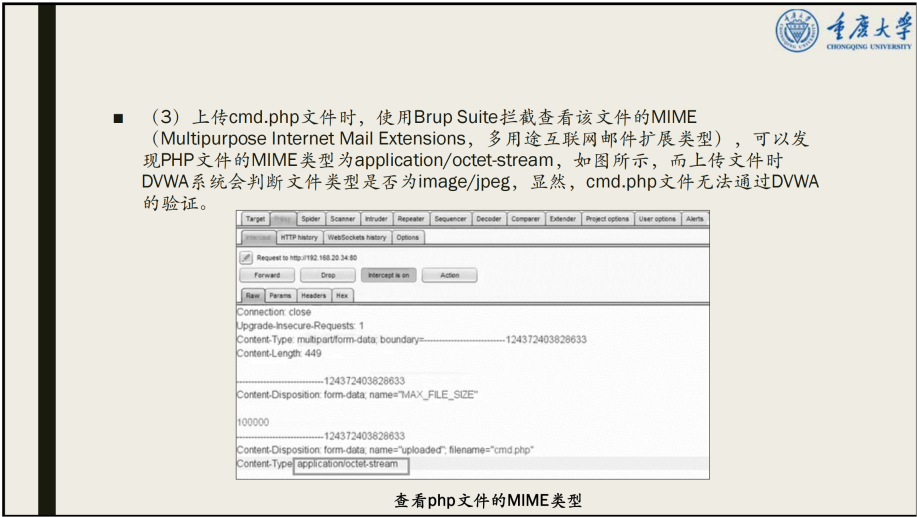 重庆大学
CHONGQING UNIVERSITY
■ （3）上传cmd.php文件时，使用Brup Suite拦截查看该文件的MIME
（Multipurpose Internet Mail Extensions，多用途互联网邮件扩展类型），可以发
现PHP文件的MIME类型为application/octet-stream，如图所示，而上传文件时
DVWA系统会判断文件类型是否为image/jpeg，显然，cmd.php文件无法通过DVWA
的验证。
Target Spider Scanner Intruder Repeater Sequencer Decoder Comparer Extender Project options User options Alerts
Intercept HTTP history WebSockets history Options
Request to http://192.168.20.34:80
Forward Drop Intercept is on Action
Raw Params Headers Hex
Connection: close
Upgrade-Insecure-Requests: 1
Content-Type: multipart/form-data; boundary=---------------------------124372403828633
Content-Length: 449
-----------------------------124372403828633
Content-Disposition: form-data; name="MAX_FILE_SIZE"
100000
-----------------------------124372403828633
Content-Disposition: form-data; name="uploaded"; filename="cmd.php"
Content-Type: application/octet-stream
查看php文件的MIME类型